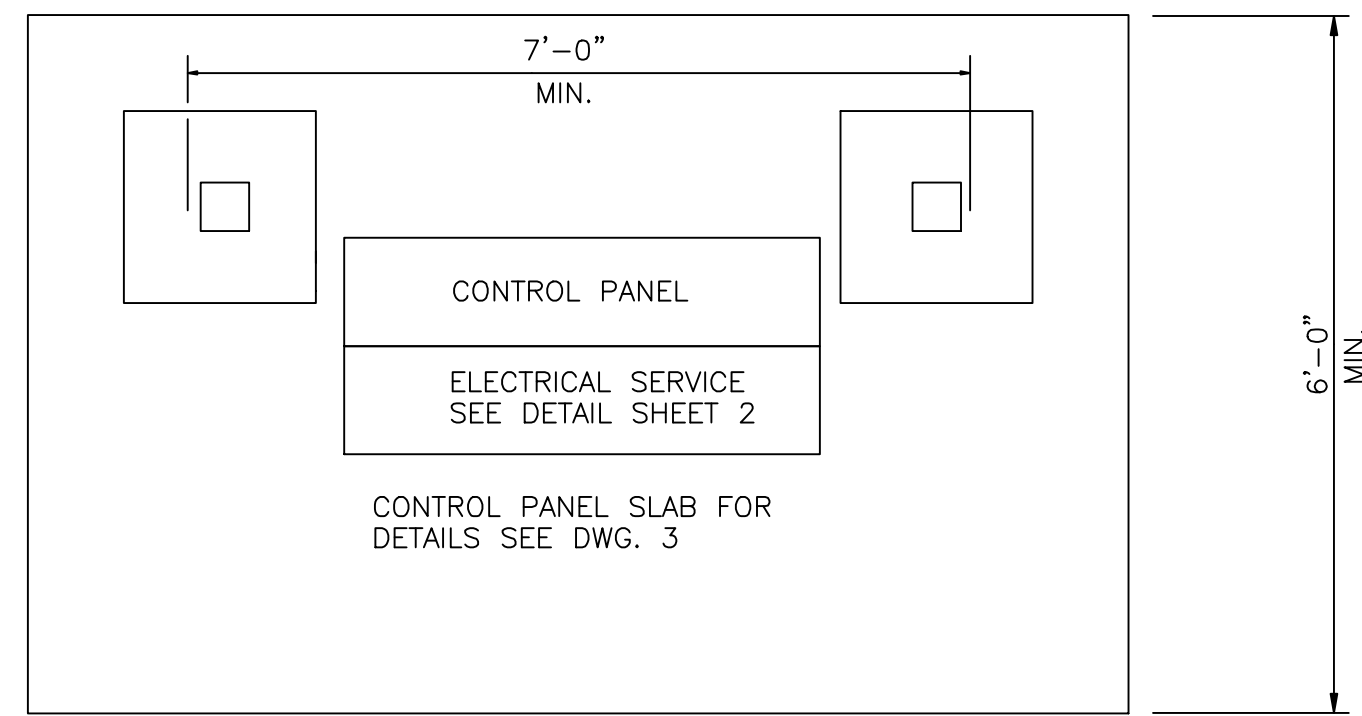 7'-0"
MIN.
CONTROL PANEL
6'-0"
MIN.
ELECTRICAL SERVICE
SEE DETAIL SHEET 2
CONTROL PANEL SLAB FOR
DETAILS SEE DWG. 3